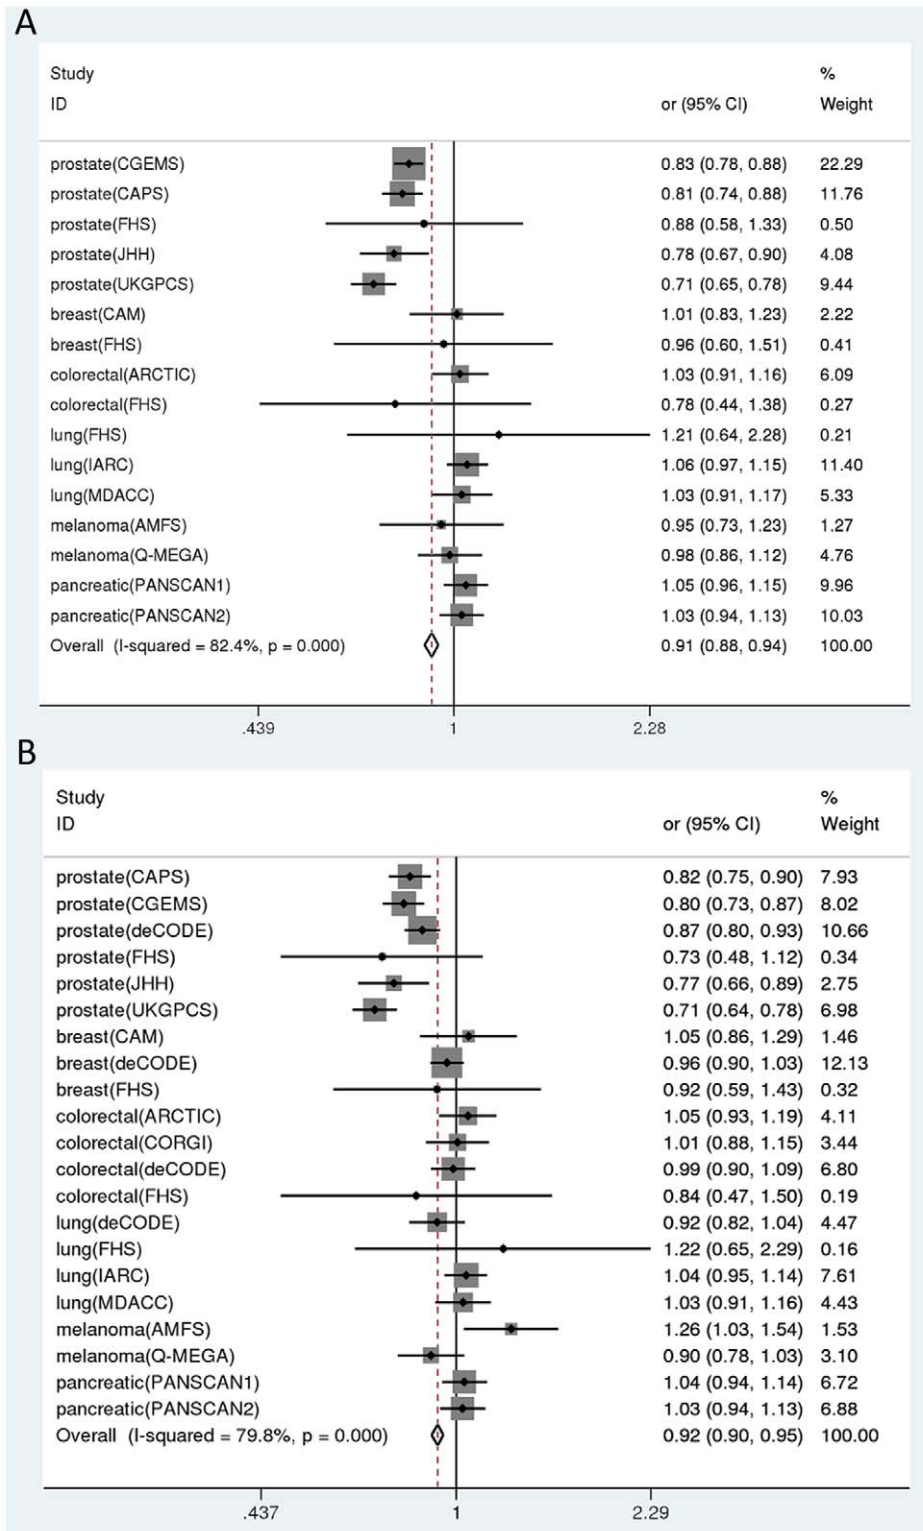 A
Study %
ID or (95% CI) Weight
prostate(CGEMS) 0.83 (0.78, 0.88) 22.29
prostate(CAPS) 0.81 (0.74, 0.88) 11.76
prostate(FHS) 0.88 (0.58, 1.33) 0.50
prostate(JHH) 0.78 (0.67, 0.90) 4.08
prostate(UKGPCS) 0.71 (0.65, 0.78) 9.44
breast(CAM) 1.01 (0.83, 1.23) 2.22
breast(FHS) 0.96 (0.60, 1.51) 0.41
colorectal(ARCTIC) 1.03 (0.91, 1.16) 6.09
colorectal(FHS) 0.78 (0.44, 1.38) 0.27
lung(FHS) 1.21 (0.64, 2.28) 0.21
lung(IARC) 1.06 (0.97, 1.15) 11.40
lung(MDACC) 1.03 (0.91, 1.17) 5.33
melanoma(AMFS) 0.95 (0.73, 1.23) 1.27
melanoma(Q-MEGA) 0.98 (0.86, 1.12) 4.76
pancreatic(PANSCAN1) 1.05 (0.96, 1.15) 9.96
pancreatic(PANSCAN2) 1.03 (0.94, 1.13) 10.03
Overall (I-squared = 82.4%, p = 0.000) 0.91 (0.88, 0.94) 100.00
.439 1 2.28
B
Study %
ID or (95% CI) Weight
prostate(CAPS) 0.82 (0.75, 0.90) 7.93
prostate(CGEMS) 0.80 (0.73, 0.87) 8.02
prostate(deCODE) 0.87 (0.80, 0.93) 10.66
prostate(FHS) 0.73 (0.48, 1.12) 0.34
prostate(JHH) 0.77 (0.66, 0.89) 2.75
prostate(UKGPCS) 0.71 (0.64, 0.78) 6.98
breast(CAM) 1.05 (0.86, 1.29) 1.46
breast(deCODE) 0.96 (0.90, 1.03) 12.13
breast(FHS) 0.92 (0.59, 1.43) 0.32
colorectal(ARCTIC) 1.05 (0.93, 1.19) 4.11
colorectal(CORGI) 1.01 (0.88, 1.15) 3.44
colorectal(deCODE) 0.99 (0.90, 1.09) 6.80
colorectal(FHS) 0.84 (0.47, 1.50) 0.19
lung(deCODE) 0.92 (0.82, 1.04) 4.47
lung(FHS) 1.22 (0.65, 2.29) 0.16
lung(IARC) 1.04 (0.95, 1.14) 7.61
lung(MDACC) 1.03 (0.91, 1.16) 4.43
melanoma(AMFS) 1.26 (1.03, 1.54) 1.53
melanoma(Q-MEGA) 0.90 (0.78, 1.03) 3.10
pancreatic(PANSCAN1) 1.04 (0.94, 1.14) 6.72
pancreatic(PANSCAN2) 1.03 (0.94, 1.13) 6.88
Overall (I-squared = 79.8%, p = 0.000) 0.92 (0.90, 0.95) 100.00
.437 1 2.29